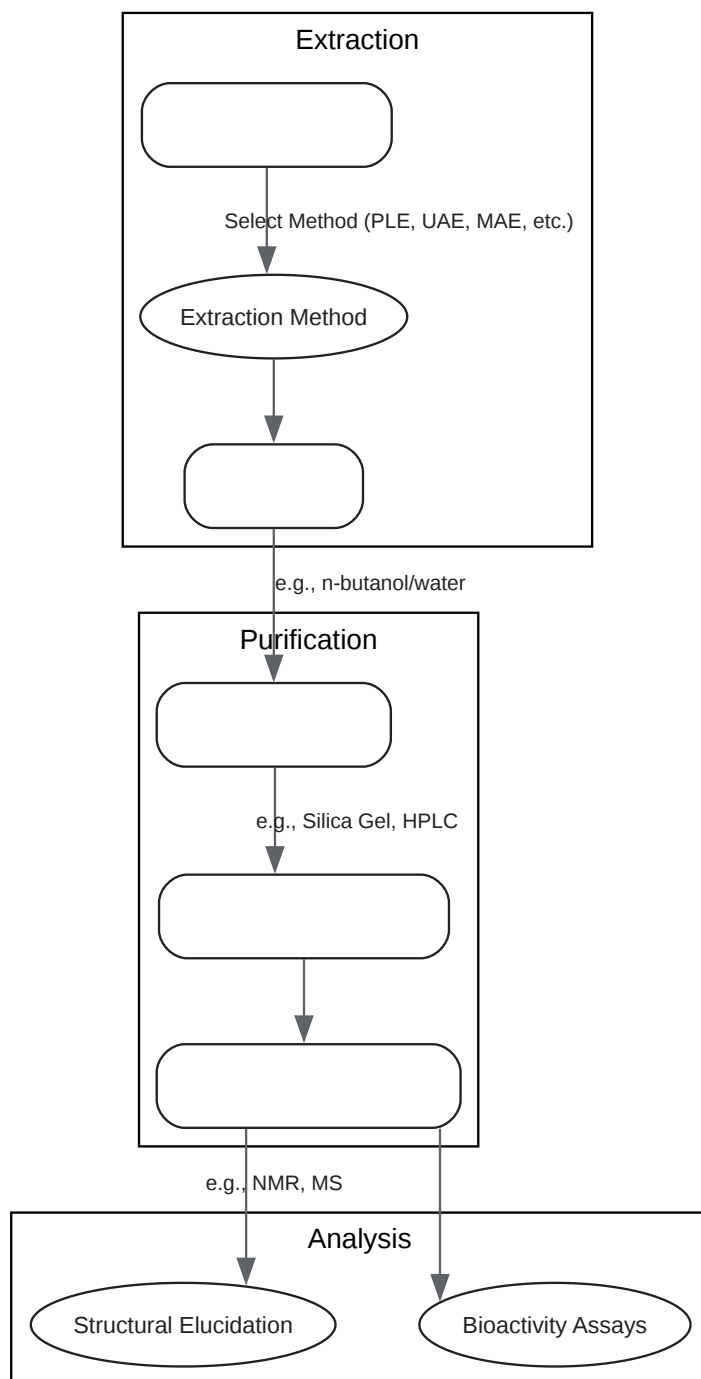 Extraction
Select Method (PLE, UAE, MAE, etc.)
Extraction Method
e.g., n-butanol/water
Purification
e.g., Silica Gel, HPLC
e.g., NMR, MS
Analysis
Structural Elucidation
Bioactivity Assays